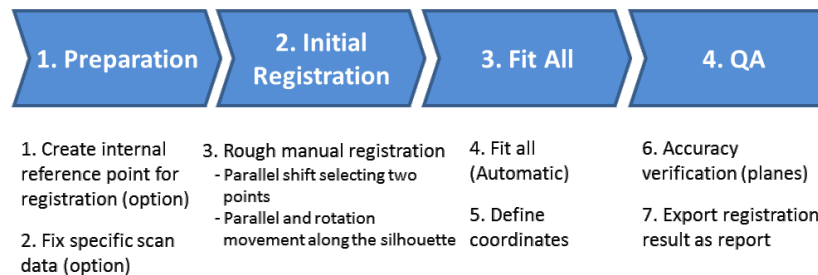 1. Preparation
2. Initial
Registration
3. Fit All
4. QA
1. Create internal
reference point for
registration (option)
2. Fix specific scan
data (option)
3. Rough manual registration
- Parallel shift selecting two
points
- Parallel and rotation
movement along the silhouette
4. Fit all
(Automatic)
5. Define
coordinates
6. Accuracy
verification (planes)
7. Export registration
result as report